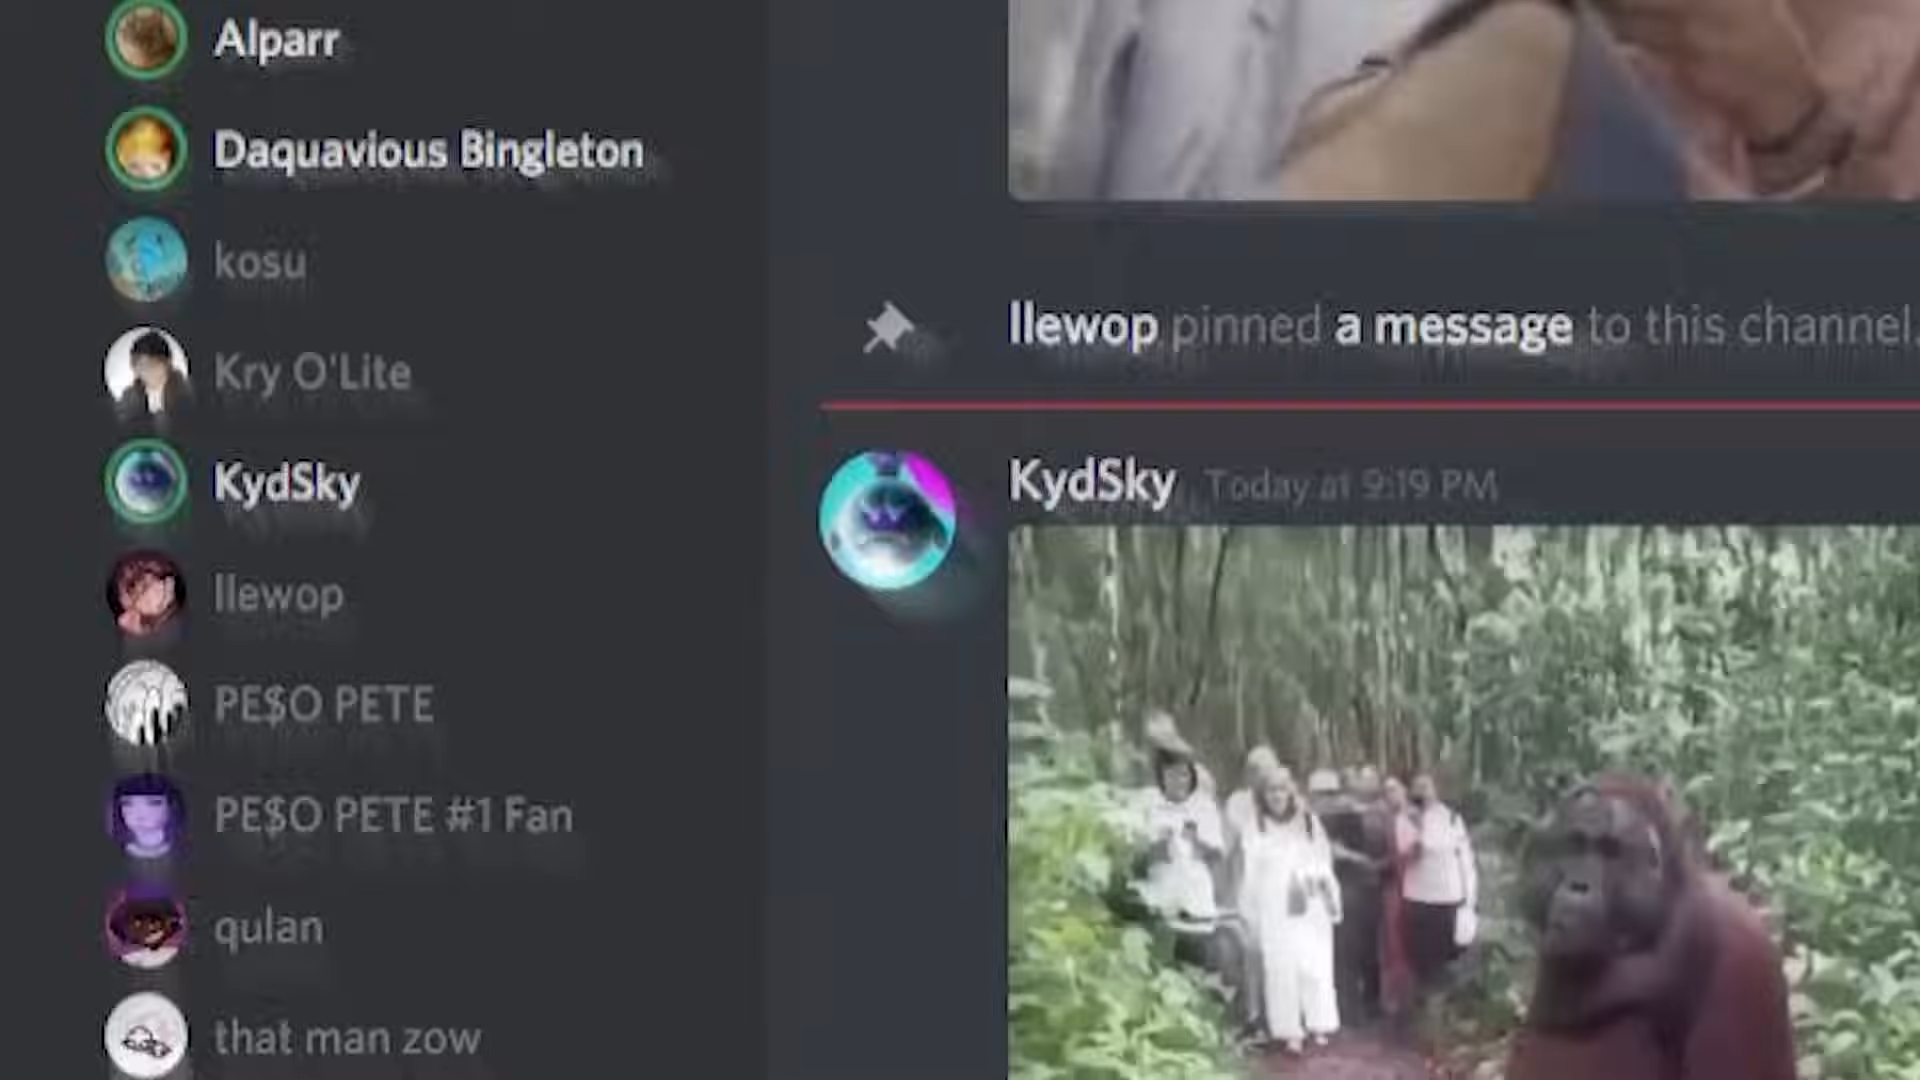 Alparr
Daquavious Bingleton
kosu
Kry O'Lite
KydSky
llewop
PE$O PETE
PE$O PETE #1 Fan
qulan
that man zow
llewop pinned a message to this channel.
KydSky Today at 9:19 PM